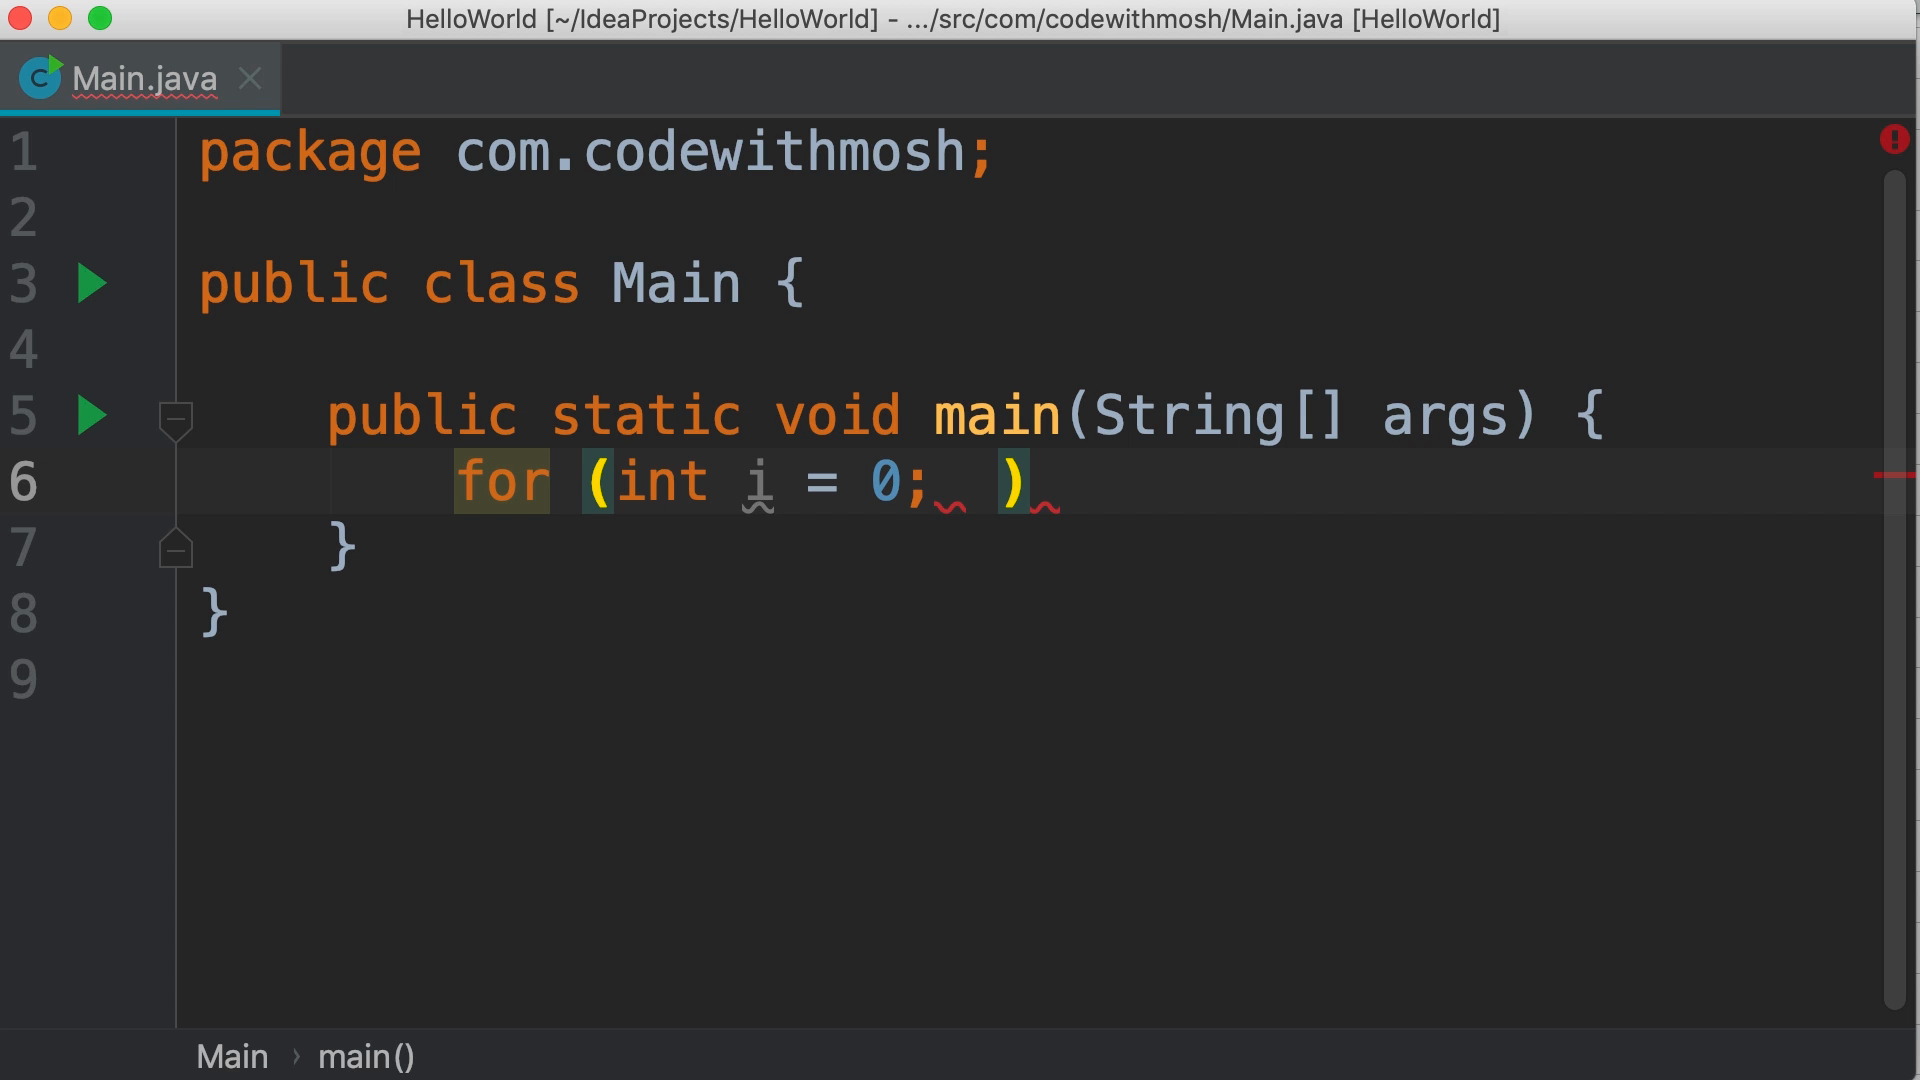 HelloWorld [~/IdeaProjects/HelloWorld] - .../src/com/codewithmosh/Main.java [HelloWorld]
C Main.java
1 package com.codewithmosh;
2
3 public class Main {
4
5 public static void main(String[] args) {
6 for (int i = 0; )
7 }
8 }
9
Main › main()